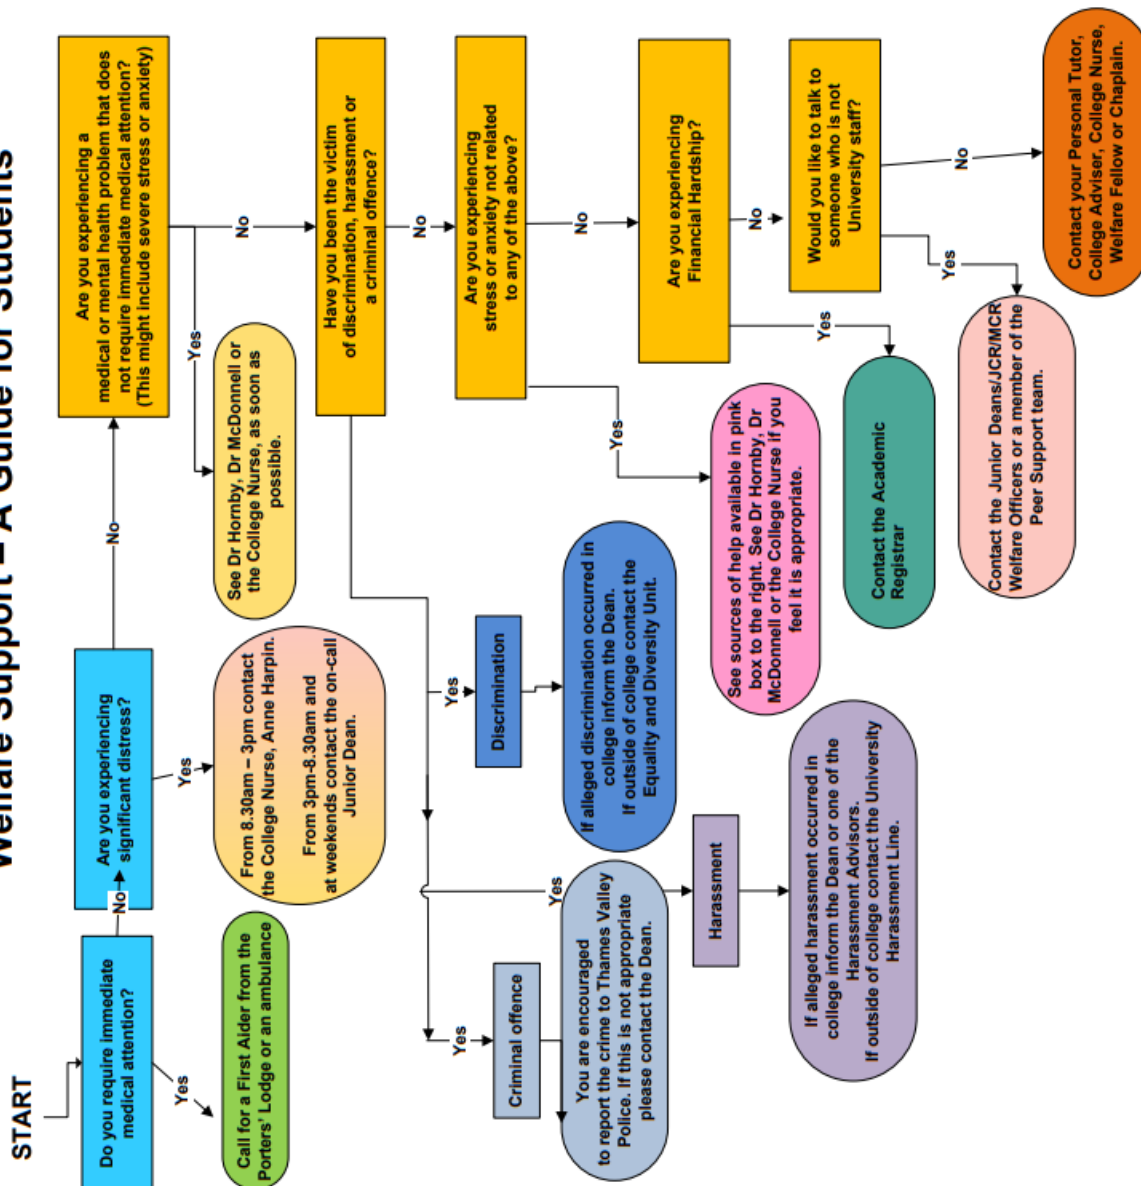 Welfare Support – A Guide for Students
START
Do you require immediate
medical attention?
Yes
Call for a First Aider from the
Porters' Lodge or an ambulance
No
Are you experiencing
significant distress?
Yes
From 8.30am – 3pm contact
the College Nurse, Anne Harpin.
From 3pm-8.30am and
at weekends contact the on-call
Junior Dean.
No
Are you experiencing a
medical or mental health problem that does
not require immediate medical attention?
(This might include severe stress or anxiety)
Yes
See Dr Hornby, Dr McDonnell or
the College Nurse, as soon as
possible.
No
Have you been the victim
of discrimination, harassment or
a criminal offence?
Yes
Criminal offence
You are encouraged
to report the crime to Thames Valley
Police. If this is not appropriate
please contact the Dean.
Yes
Harassment
If alleged harassment occurred in
college inform the Dean or one of the
Harassment Advisors.
If outside of college contact the University
Harassment Line.
Yes
Discrimination
If alleged discrimination occurred in
college inform the Dean.
If outside of college contact the
Equality and Diversity Unit.
No
Are you experiencing
stress or anxiety not related
to any of the above?
Yes
See sources of help available in pink
box to the right. See Dr Hornby, Dr
McDonnell or the College Nurse if you
feel it is appropriate.
No
Are you experiencing
Financial Hardship?
Yes
Contact the Academic
Registrar
No
Would you like to talk to
someone who is not
University staff?
Yes
Contact the Junior Deans/JCR/MCR
Welfare Officers or a member of the
Peer Support team.
No
Contact your Personal Tutor,
College Adviser, College Nurse,
Welfare Fellow or Chaplain.